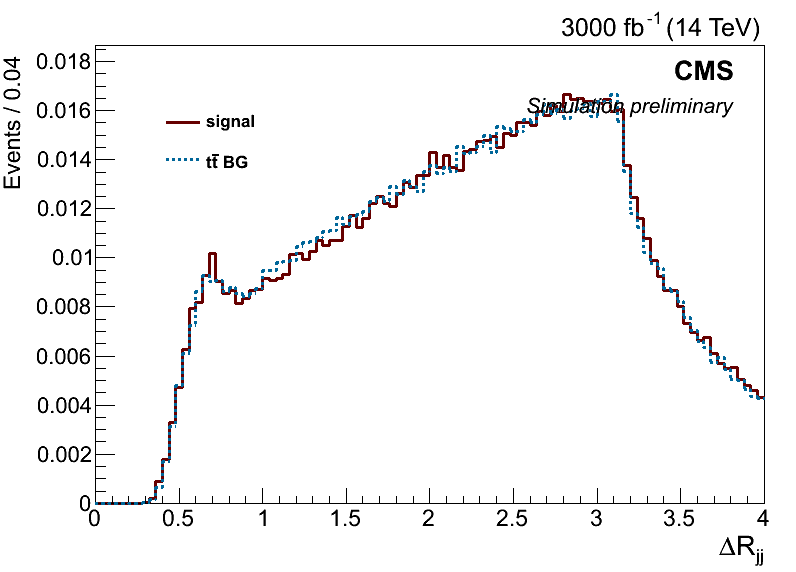 3000 fb⁻¹ (14 TeV)
CMS
Simulation preliminary
Events / 0.04
0.018
0.016
0.014
0.012
0.01
0.008
0.006
0.004
0.002
0
signal
tt̄ BG
0 0.5 1 1.5 2 2.5 3 3.5 4
ΔR_jj